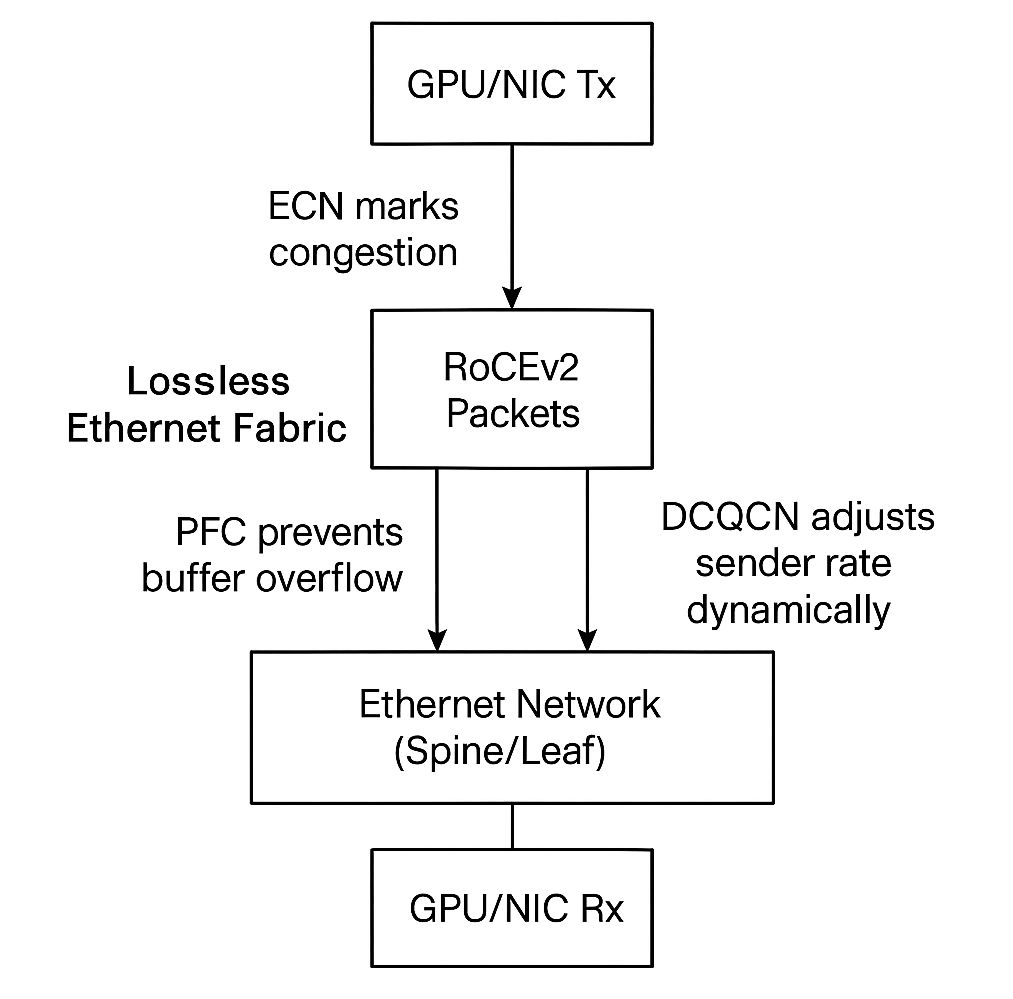 GPU/NIC Tx
ECN marks
congestion
RoCEv2
Packets
Lossless
Ethernet Fabric
PFC prevents
buffer overflow
DCQCN adjusts
sender rate
dynamically
Ethernet Network
(Spine/Leaf)
GPU/NIC Rx